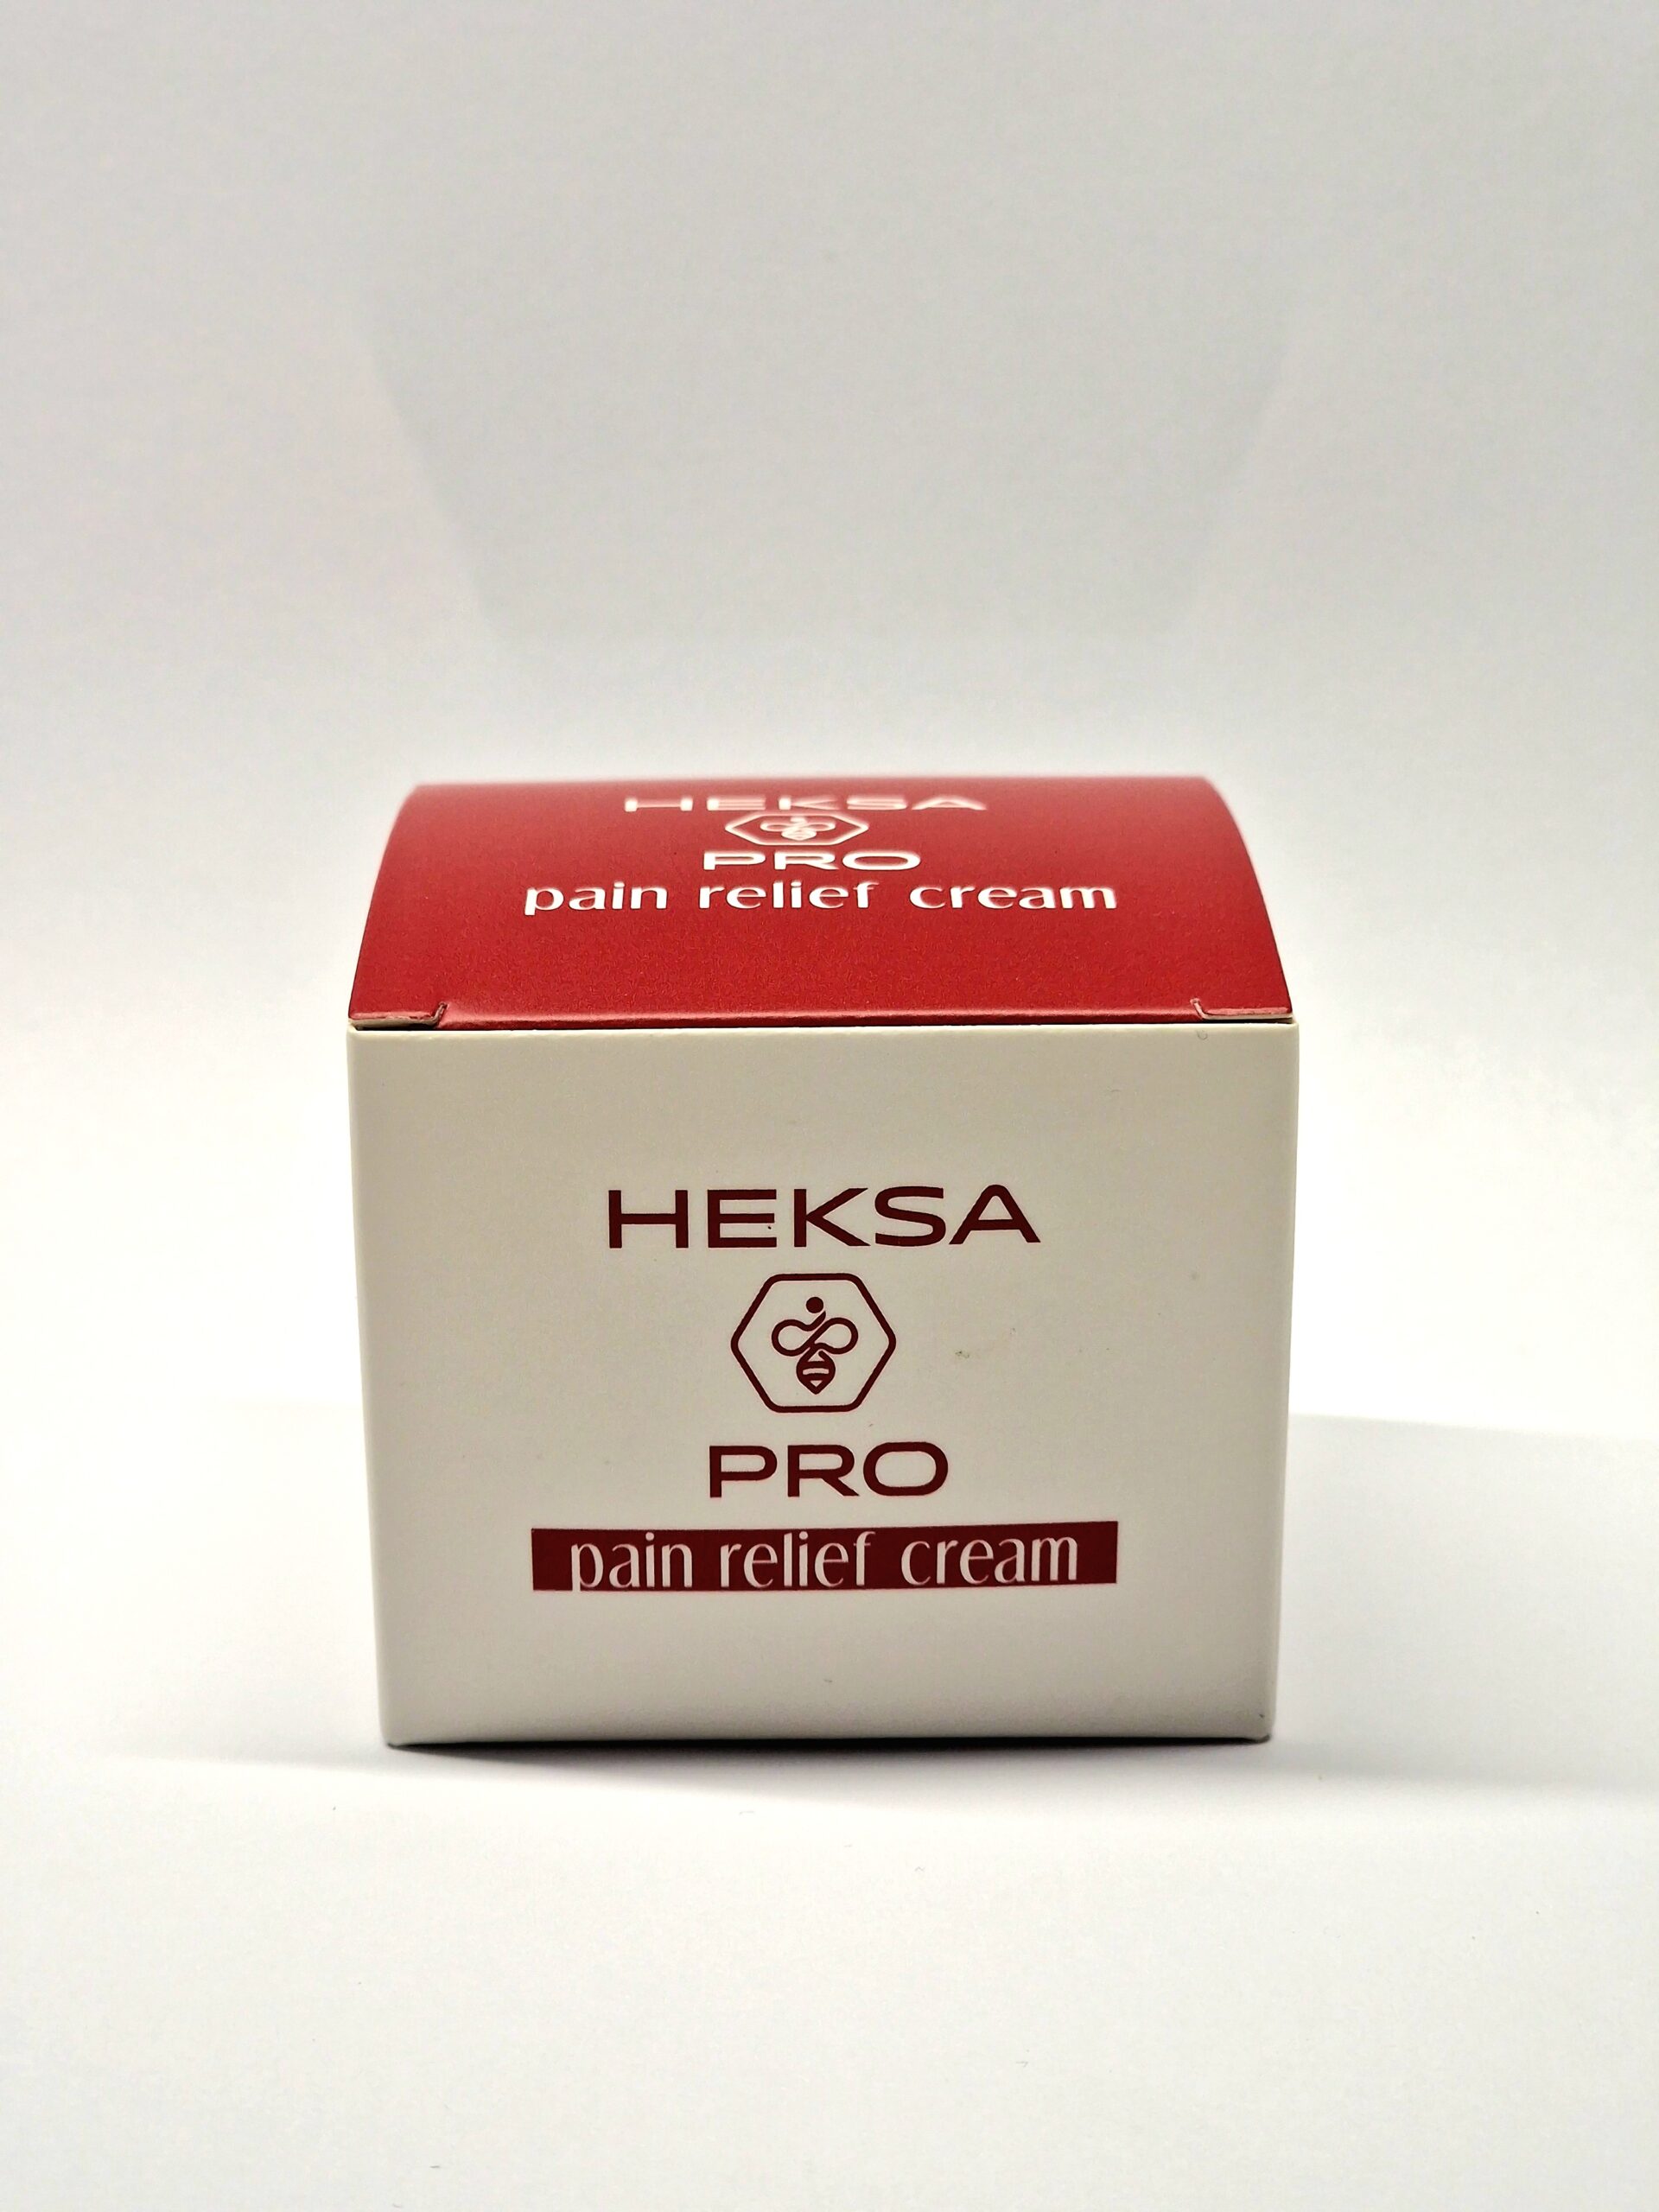 HEKSA
PRO
pain relief cream
HEKSA
PRO
pain relief cream